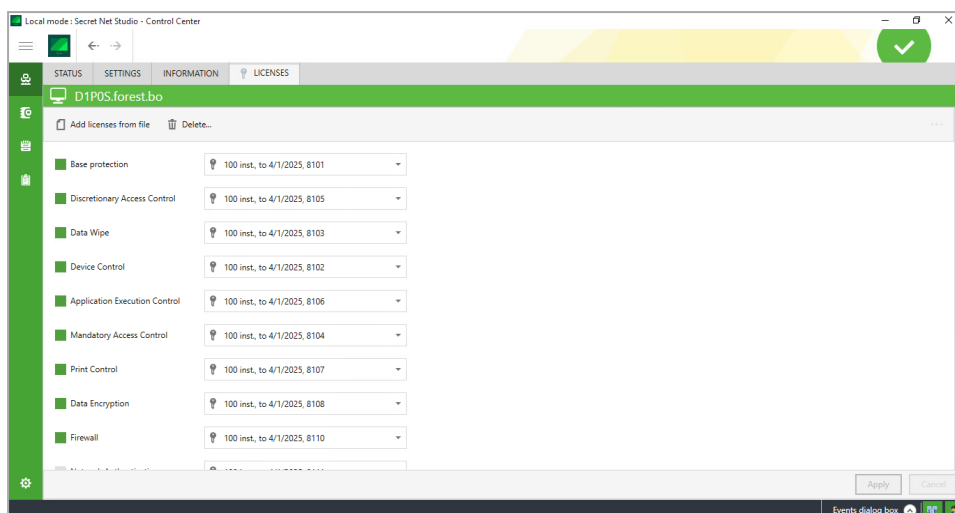 Local mode : Secret Net Studio - Control Center
STATUS SETTINGS INFORMATION LICENSES
D1P0S.forest.bo
Add licenses from file Delete...
Base protection 100 inst., to 4/1/2025, 8101
Discretionary Access Control 100 inst., to 4/1/2025, 8105
Data Wipe 100 inst., to 4/1/2025, 8103
Device Control 100 inst., to 4/1/2025, 8102
Application Execution Control 100 inst., to 4/1/2025, 8106
Mandatory Access Control 100 inst., to 4/1/2025, 8104
Print Control 100 inst., to 4/1/2025, 8107
Data Encryption 100 inst., to 4/1/2025, 8108
Firewall 100 inst., to 4/1/2025, 8110
Apply Cancel
Events dialog box